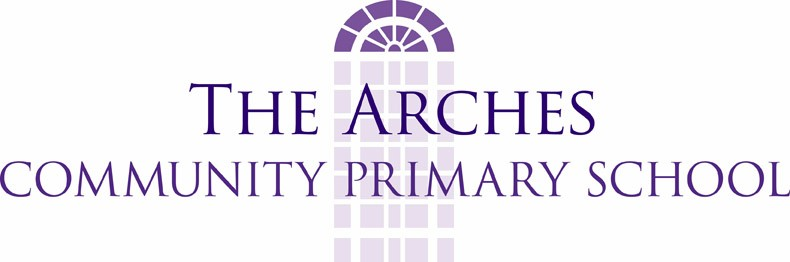 THE ARCHES
COMMUNITY PRIMARY SCHOOL